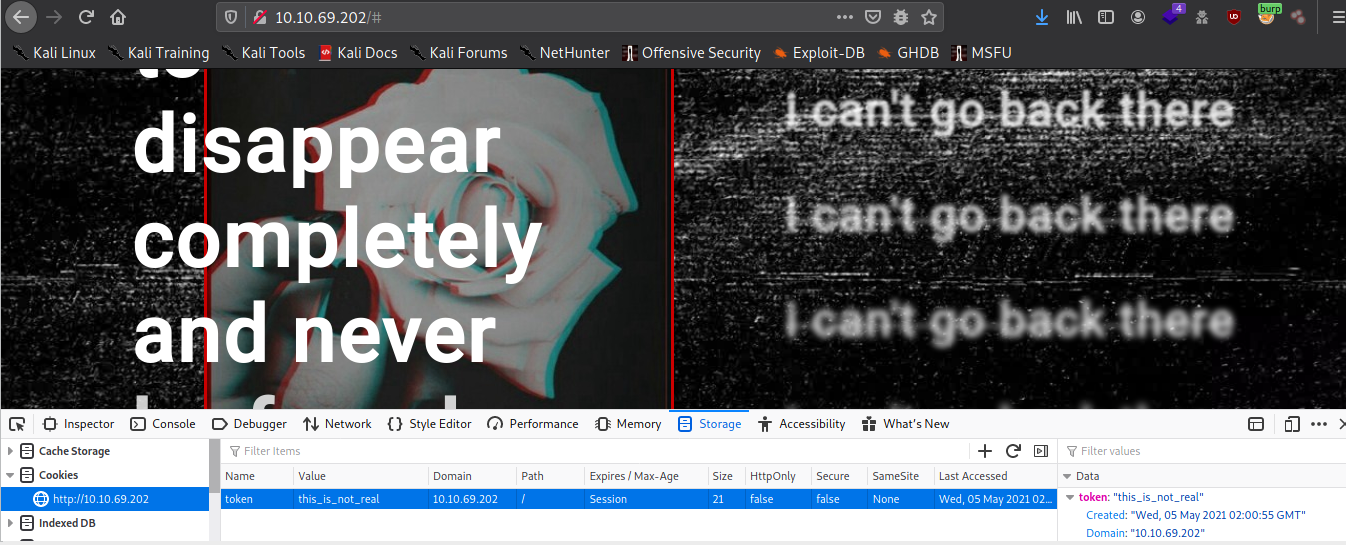 10.10.69.202/#
4
burp
Kali Linux Kali Training Kali Tools Kali Docs Kali Forums NetHunter Offensive Security Exploit-DB GHDB MSFU
disappear
completely
and never
i can't go back there
i can't go back there
i can't go back there
Inspector Console Debugger Network Style Editor Performance Memory Storage Accessibility What's New
Cache Storage
Cookies
http://10.10.69.202
Indexed DB
Filter Items
Name Value Domain Path Expires / Max-Age Size HttpOnly Secure SameSite Last Accessed
token this_is_not_real 10.10.69.202 / Session 21 false false None Wed, 05 May 2021 02:...
Filter values
Data
token: "this_is_not_real"
Created: "Wed, 05 May 2021 02:00:55 GMT"
Domain: "10.10.69.202"